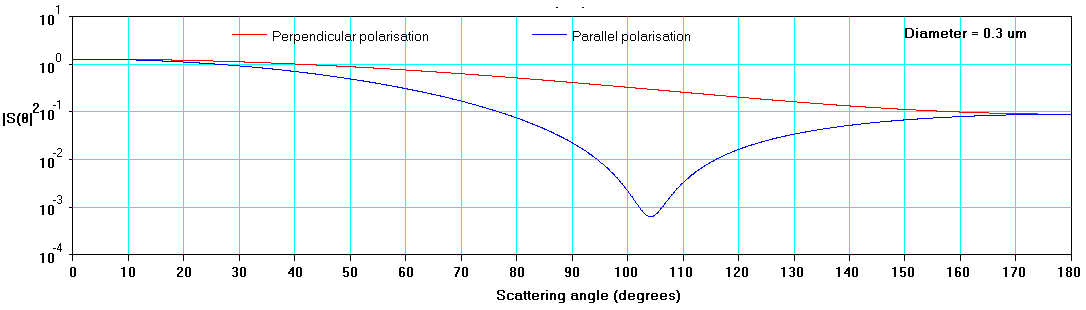 10^1
Perpendicular polarisation Parallel polarisation Diameter = 0.3 um
10^0
|S(θ)|^2 10^-1
10^-2
10^-3
10^-4
0 10 20 30 40 50 60 70 80 90 100 110 120 130 140 150 160 170 180
Scattering angle (degrees)